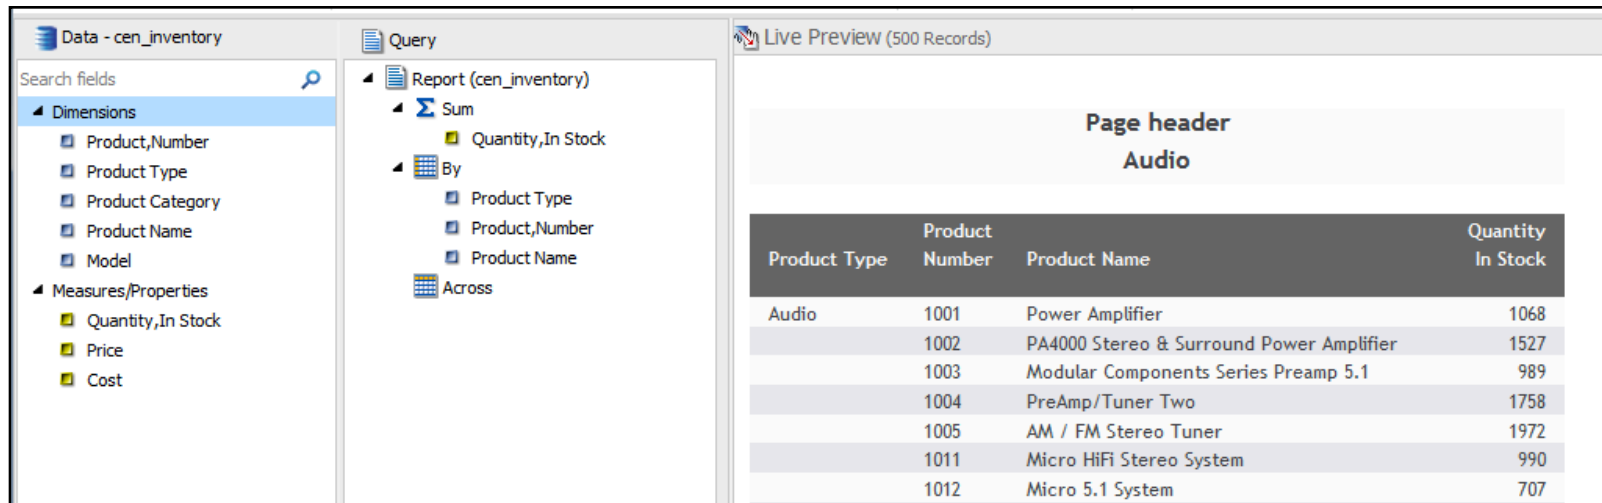 Data - cen_inventory
Search fields
Dimensions
Product,Number
Product Type
Product Category
Product Name
Model
Measures/Properties
Quantity,In Stock
Price
Cost
Query
Report (cen_inventory)
Sum
Quantity,In Stock
By
Product Type
Product,Number
Product Name
Across
Live Preview (500 Records)
Page header
Audio
Product Quantity
Product Type Number Product Name In Stock
Audio 1001 Power Amplifier 1068
1002 PA4000 Stereo & Surround Power Amplifier 1527
1003 Modular Components Series Preamp 5.1 989
1004 PreAmp/Tuner Two 1758
1005 AM / FM Stereo Tuner 1972
1011 Micro HiFi Stereo System 990
1012 Micro 5.1 System 707